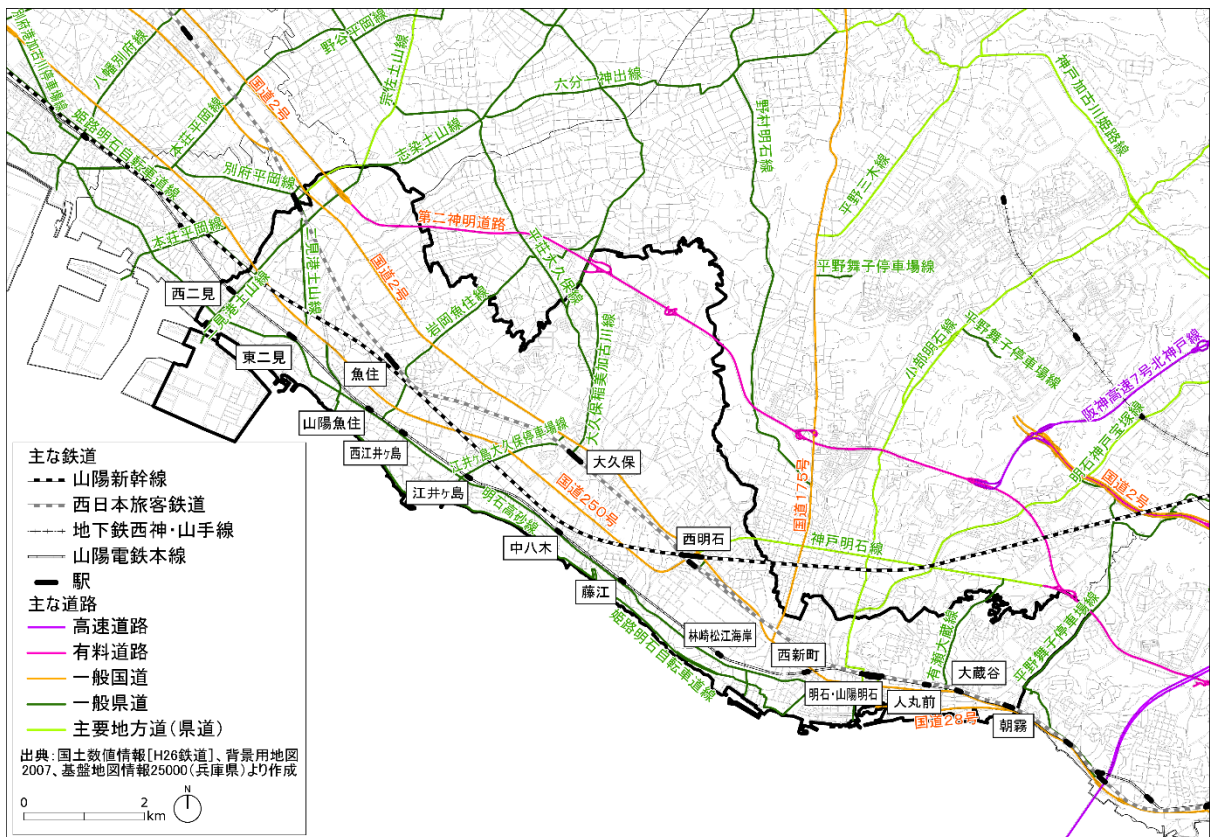 別府港加古川停車場線
八幡別府線
野谷平岡線
宗佐土山線
国道2号
六分一神出線
神戸加古川姫路線
姫路明石自転車道線
本荘平岡線
志染土山線
野村明石線
平野三木線
別府平岡線
第二神明道路
本荘平岡線
国道2号
平荘大久保線
平野舞子停車場線
西二見
二見港土山線
岩岡魚住線
平野舞子停車場線
小部明石線
阪神高速7号北神戸線
東二見
魚住
大久保稲美加古川線
明石神戸宝塚線
山陽魚住
西江井ヶ島
江井ヶ島大久保停車場線
大久保
国道175号
国道2号
江井ヶ島
明石高砂線
国道250号
中八木
西明石
神戸明石線
藤江
林崎松江海岸
姫路明石自転車道線
西新町
有瀬大蔵線
平野舞子停車場線
大蔵谷
明石・山陽明石
人丸前
国道28号
朝霧
主な鉄道
山陽新幹線
西日本旅客鉄道
地下鉄西神・山手線
山陽電鉄本線
駅
主な道路
高速道路
有料道路
一般国道
一般県道
主要地方道(県道)
出典:国土数値情報[H26鉄道]、背景用地図
2007、基盤地図情報25000(兵庫県)より作成
0 2
km
N